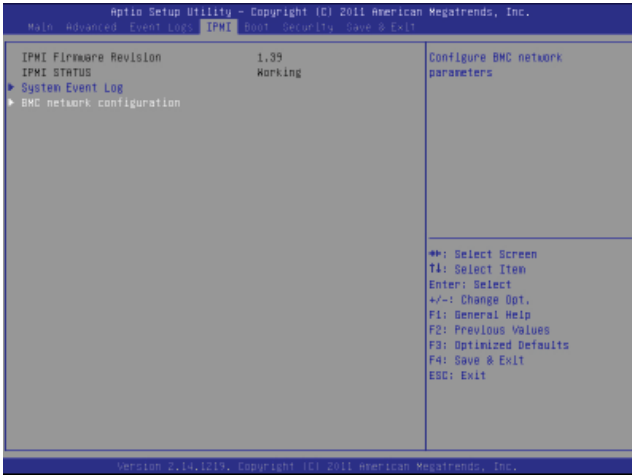 Aptio Setup Utility - Copyright (C) 2011 American Megatrends, Inc.
Main Advanced Event Logs IPMI Boot Security Save & Exit
IPMI Firmware Revision 1.39
IPMI STATUS Working
System Event Log
BMC network configuration
Configure BMC network
parameters
→←: Select Screen
↑↓: Select Item
Enter: Select
+/-: Change Opt.
F1: General Help
F2: Previous Values
F3: Optimized Defaults
F4: Save & Exit
ESC: Exit
Version 2.14.1219. Copyright (C) 2011 American Megatrends, Inc.